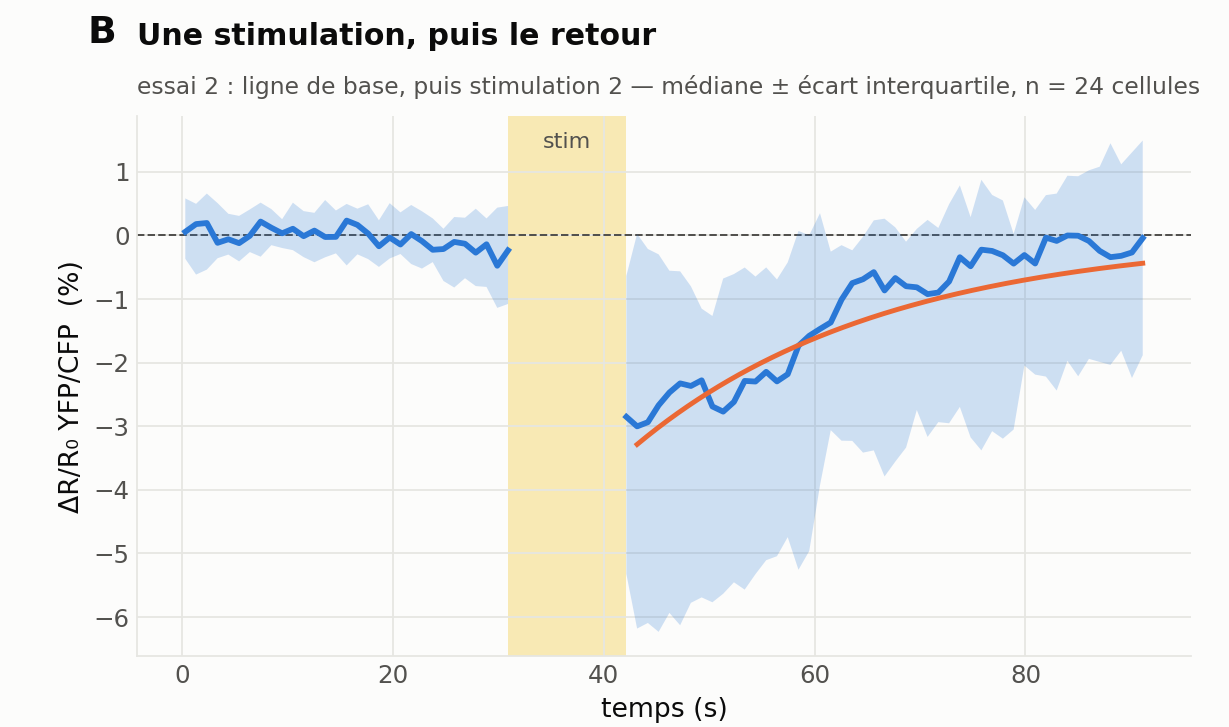 B Une stimulation, puis le retour
essai 2 : ligne de base, puis stimulation 2 — médiane ± écart interquartile, n = 24 cellules
stim
1
0
−1
−2
−3
−4
−5
−6
ΔR/R₀ YFP/CFP (%)
0 20 40 60 80
temps (s)